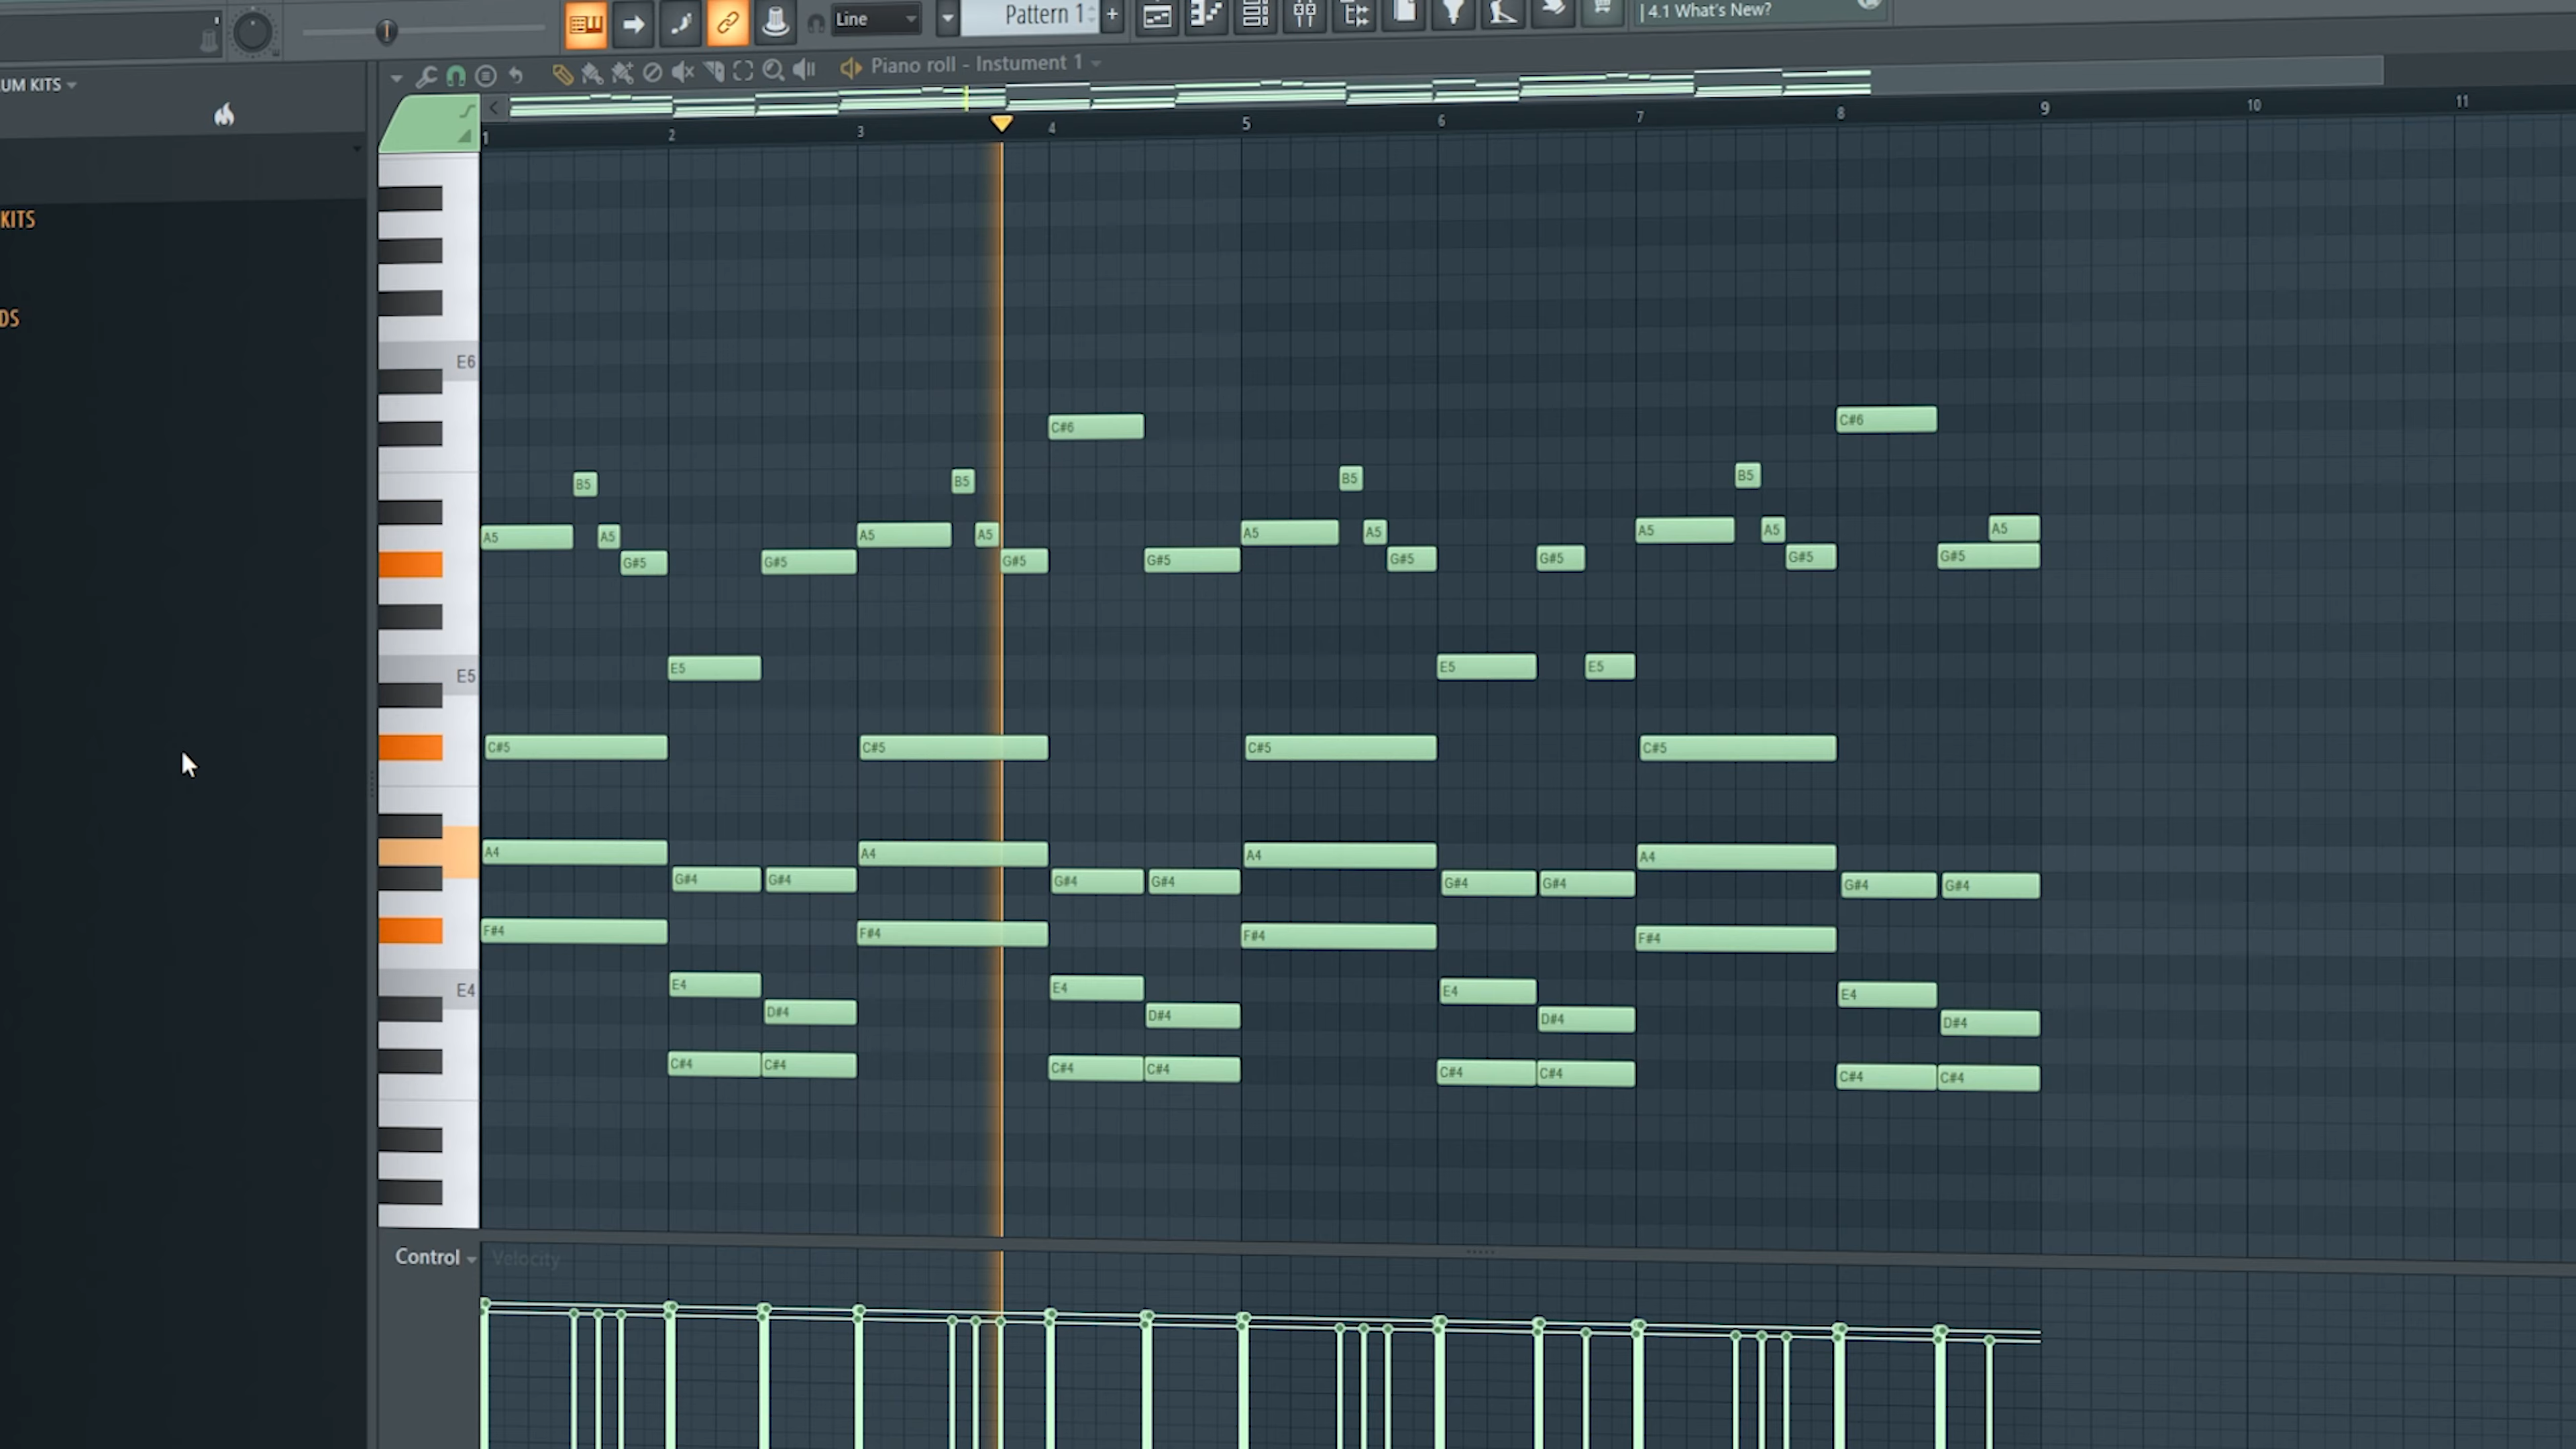 Line
Pattern 1
+
| 4.1 What's New?
UM KITS
Piano roll - Instument 1
1 2 3 4 5 6 7 8 9 10 11
KITS
DS
E6
C#6 C#6
B5 B5 B5 B5
A5 A5 A5 A5 A5 A5 A5 A5 A5
G#5 G#5 G#5 G#5 G#5 G#5 G#5 G#5
E5
E5 E5 E5
C#5 C#5 C#5 C#5
A4 A4 A4 A4
G#4 G#4 G#4 G#4 G#4 G#4 G#4 G#4
F#4 F#4 F#4 F#4
E4
E4 E4 E4 E4
D#4 D#4 D#4 D#4
C#4 C#4 C#4 C#4 C#4 C#4 C#4 C#4
Control Velocity